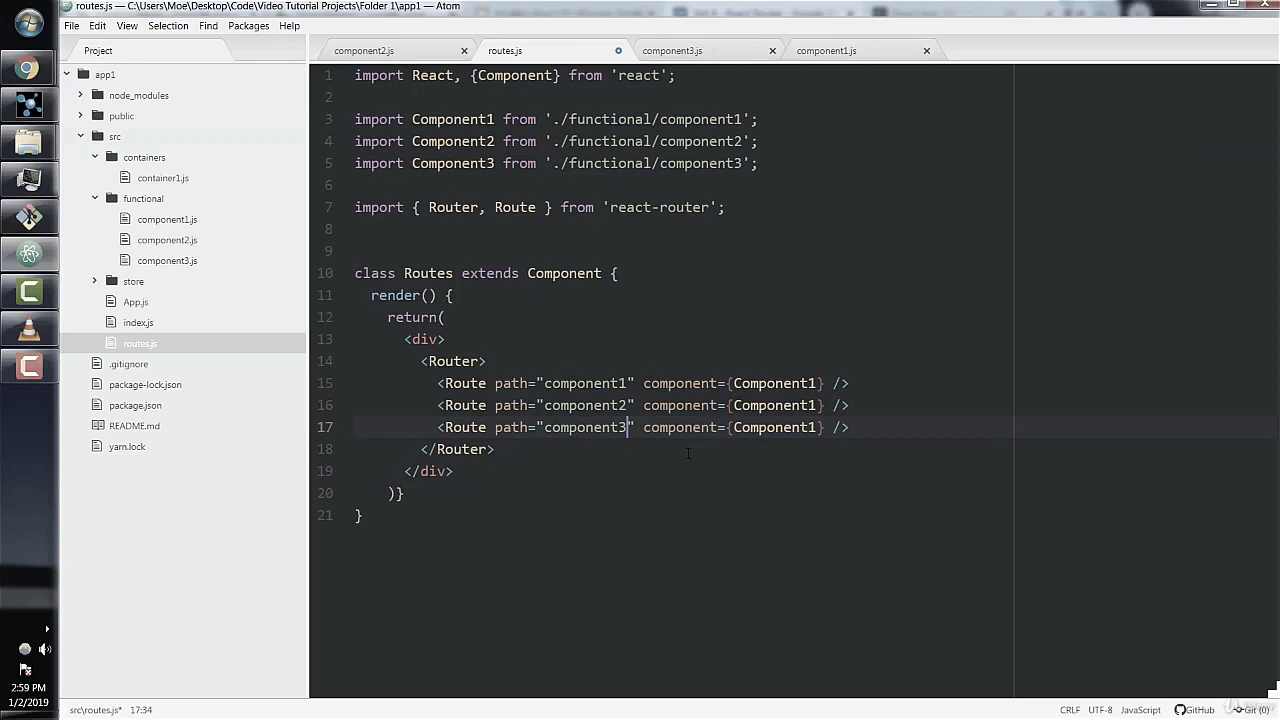 routes.js — C:\Users\Moe\Desktop\Code\Video Tutorial Projects\Folder 1\app1 — Atom
File Edit View Selection Find Packages Help
Project
component2.js routes.js component3.js component1.js
app1
node_modules
public
src
containers
container1.js
functional
component1.js
component2.js
component3.js
store
App.js
index.js
routes.js
.gitignore
package-lock.json
package.json
README.md
yarn.lock
1 import React, {Component} from 'react';
2
3 import Component1 from './functional/component1';
4 import Component2 from './functional/component2';
5 import Component3 from './functional/component3';
6
7 import { Router, Route } from 'react-router';
8
9
10 class Routes extends Component {
11 render() {
12 return(
13 <div>
14 <Router>
15 <Route path="component1" component={Component1} />
16 <Route path="component2" component={Component1} />
17 <Route path="component3" component={Component1} />
18 </Router>
19 </div>
20 )}
21 }
2:59 PM
1/2/2019
src\routes.js* 17:34
CRLF UTF-8 JavaScript GitHub Git (0)